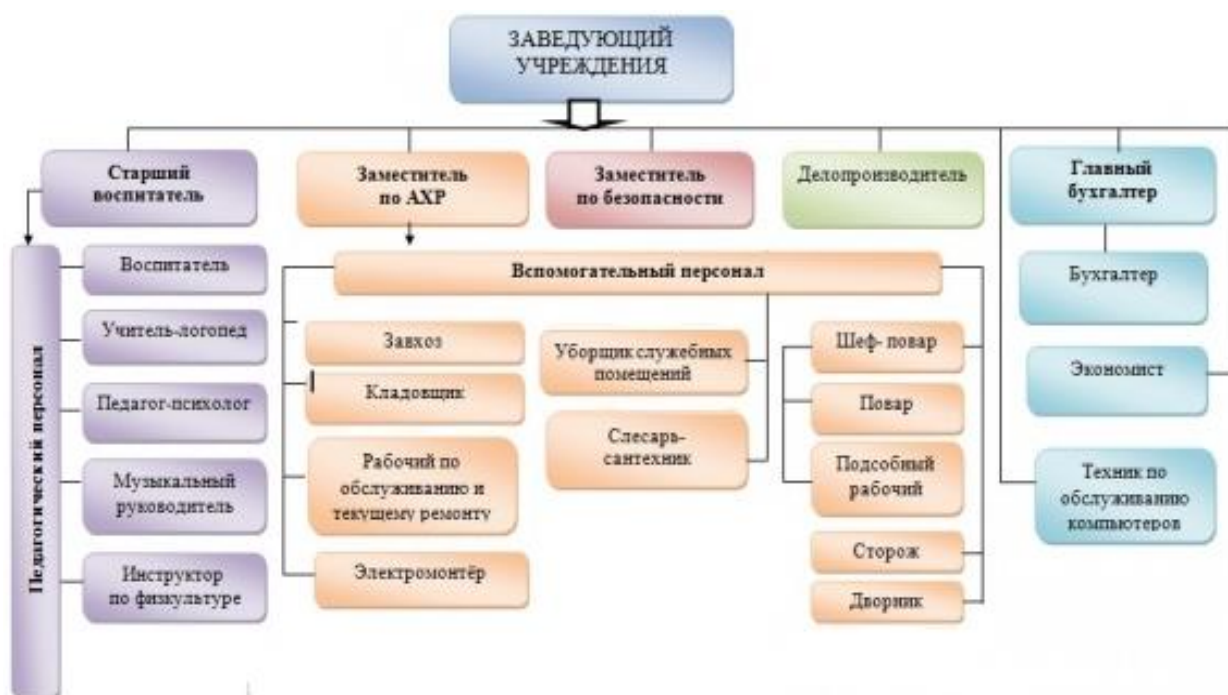 ЗАВЕДУЮЩИЙ
УЧРЕЖДЕНИЯ
Старший
воспитатель
Заместитель
по АХР
Заместитель
по безопасности
Делопроизводитель
Главный
бухгалтер
Педагогический персонал
Воспитатель
Учитель-логопед
Педагог-психолог
Музыкальный
руководитель
Инструктор
по физкультуре
Вспомогательный персонал
Завхоз
Кладовщик
Рабочий по
обслуживанию и
текущему ремонту
Электромонтёр
Уборщик служебных
помещений
Слесарь-
сантехник
Шеф- повар
Повар
Подсобный
рабочий
Сторож
Дворник
Бухгалтер
Экономист
Техник по
обслуживанию
компьютеров